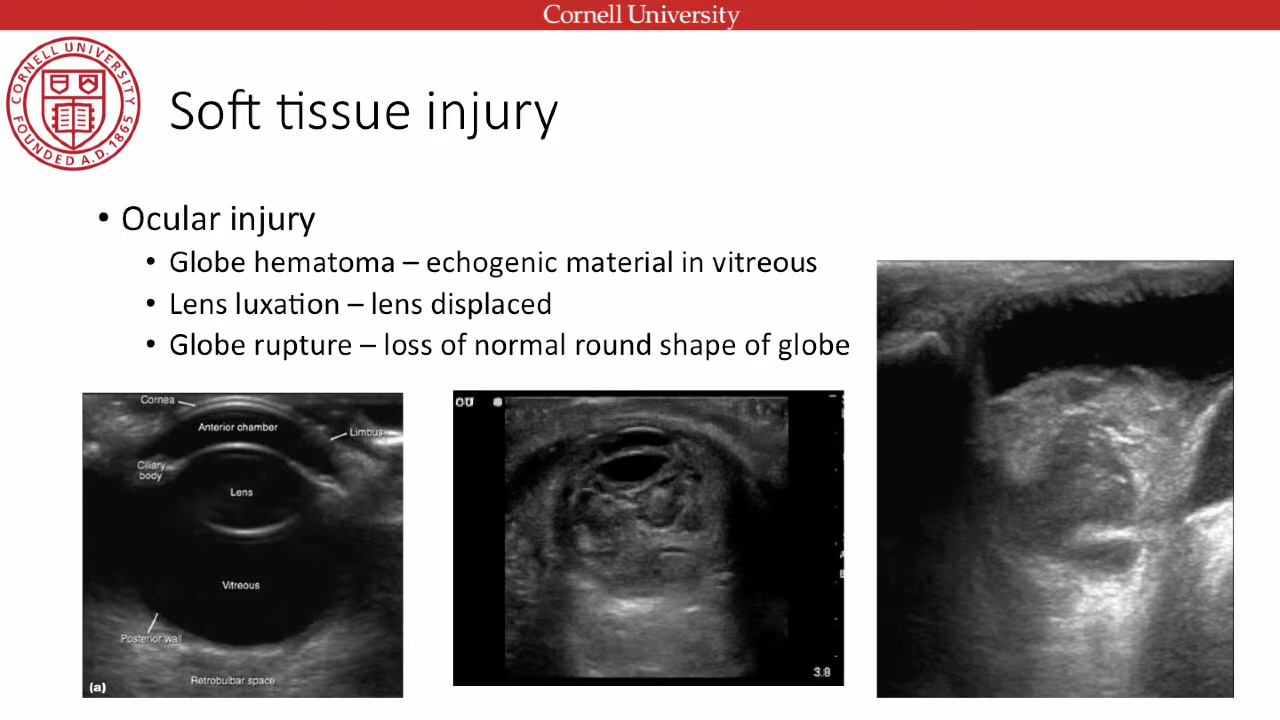 Cornell University
CORNELL UNIVERSITY
FOUNDED A.D. 1865
Soft tissue injury
• Ocular injury
• Globe hematoma – echogenic material in vitreous
• Lens luxation – lens displaced
• Globe rupture – loss of normal round shape of globe
Cornea
Anterior chamber
Limbus
Ciliary
body
Lens
Vitreous
Posterior wall
Retrobulbar space
(a)
OU
3.8